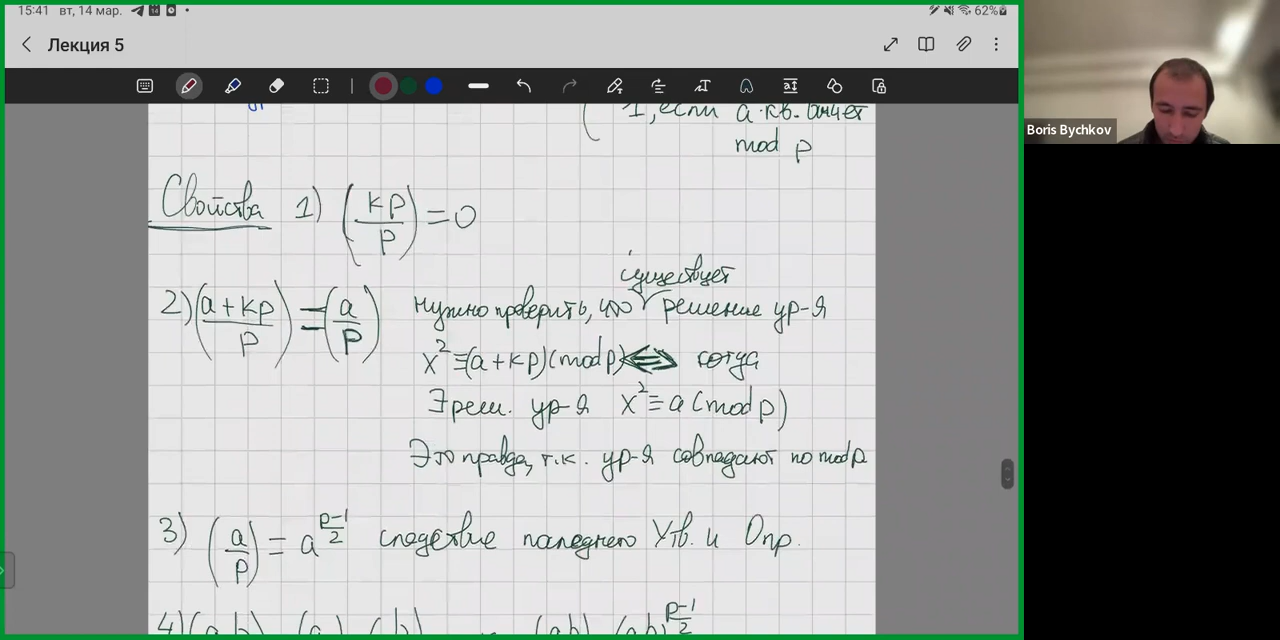 15:41 вт, 14 мар.
62%
Лекция 5
Boris Bychkov
1, если a кв. вычет
mod p
Свойства 1) (kp/p) = 0
существует
2) (a+kp/p) = (a/p) нужно проверить, что решение ур-я
x² ≡ (a+kp)(mod p) ⇔ когда
∃ реш. ур-я x² ≡ a (mod p)
Это правда, т.к. ур-я совпадают по mod p
3) (a/p) = a^{p-1/2} следствие последнего Утв. и Опр.